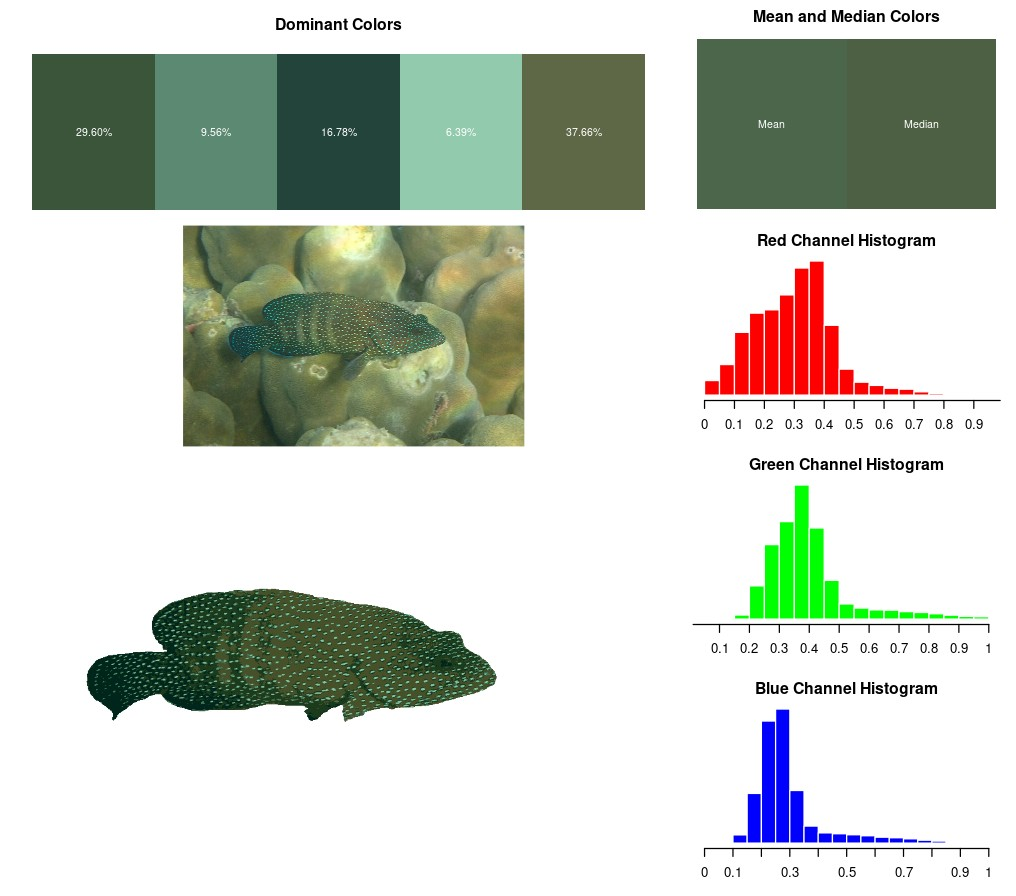 Dominant Colors
29.60% 9.56% 16.78% 6.39% 37.66%
Mean and Median Colors
Mean Median
Red Channel Histogram
0 0.1 0.2 0.3 0.4 0.5 0.6 0.7 0.8 0.9
Green Channel Histogram
0.1 0.2 0.3 0.4 0.5 0.6 0.7 0.8 0.9 1
Blue Channel Histogram
0 0.1 0.3 0.5 0.7 0.9 1